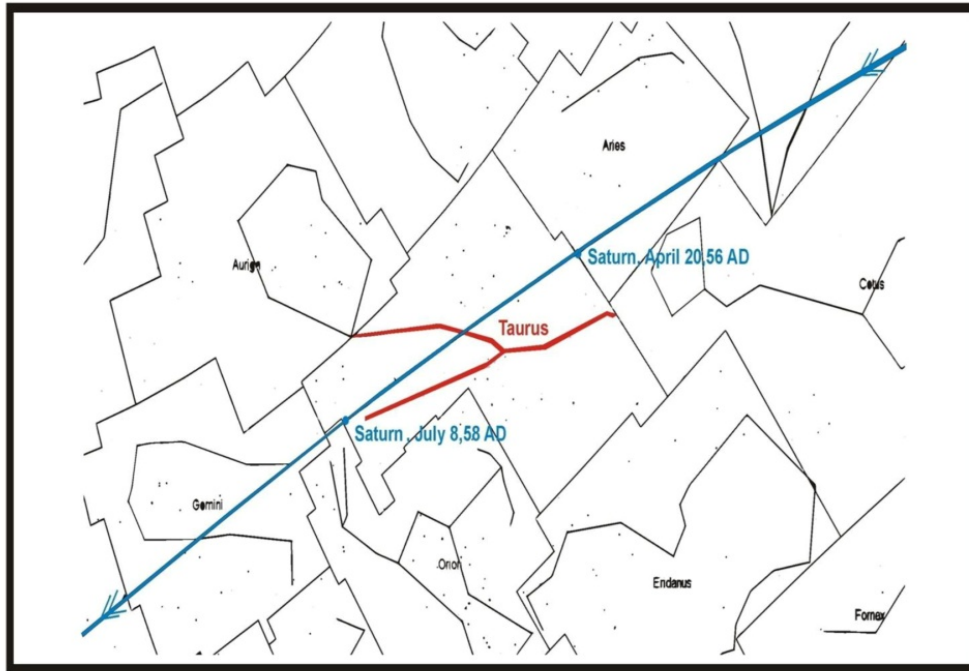 Aries
Saturn, April 20,56 AD
Auriga
Cetus
Taurus
Saturn, July 8,58 AD
Gemini
Orion
Eridanus
Fornax